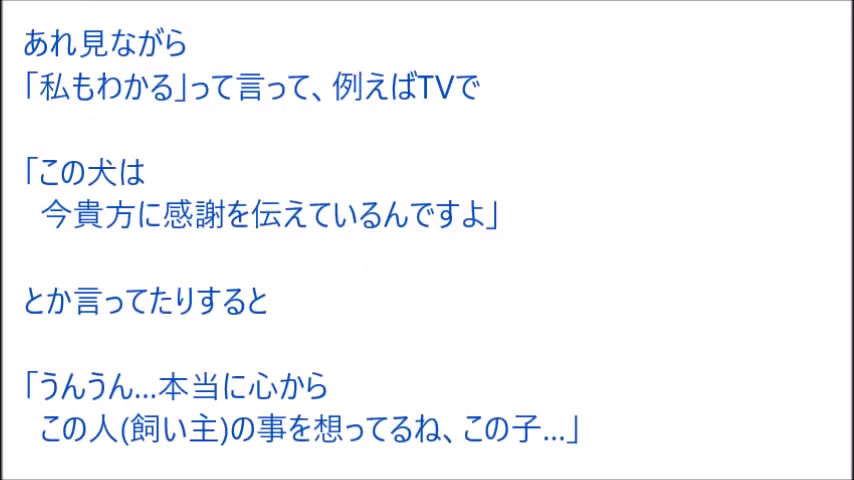 あれ見ながら
「私もわかる」って言って、例えばTVで
「この犬は
今貴方に感謝を伝えているんですよ」
とか言ってたりすると
「うんうん…本当に心から
この人(飼い主)の事を想ってるね、この子…」